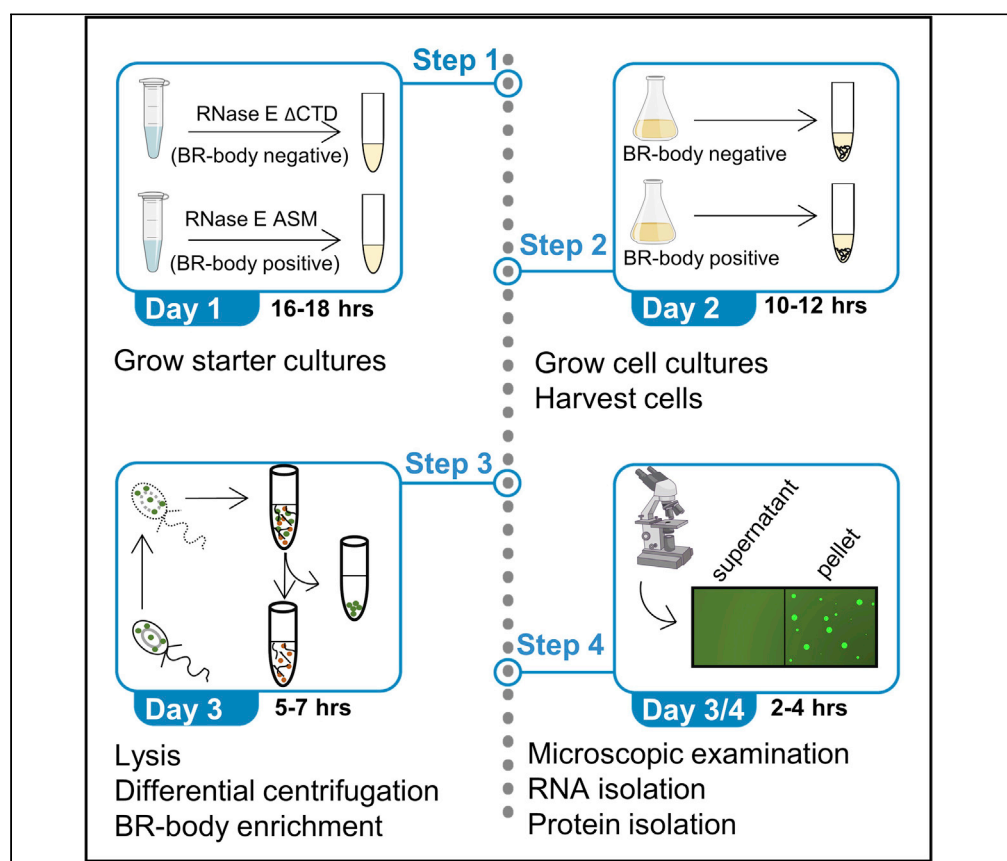 Step 1
RNase E ΔCTD
(BR-body negative)
RNase E ASM
(BR-body positive)
Day 1
16-18 hrs
Grow starter cultures
Step 2
BR-body negative
BR-body positive
Day 2
10-12 hrs
Grow cell cultures
Harvest cells
Step 3
Day 3
5-7 hrs
Lysis
Differential centrifugation
BR-body enrichment
Step 4
supernatant
pellet
Day 3/4
2-4 hrs
Microscopic examination
RNA isolation
Protein isolation